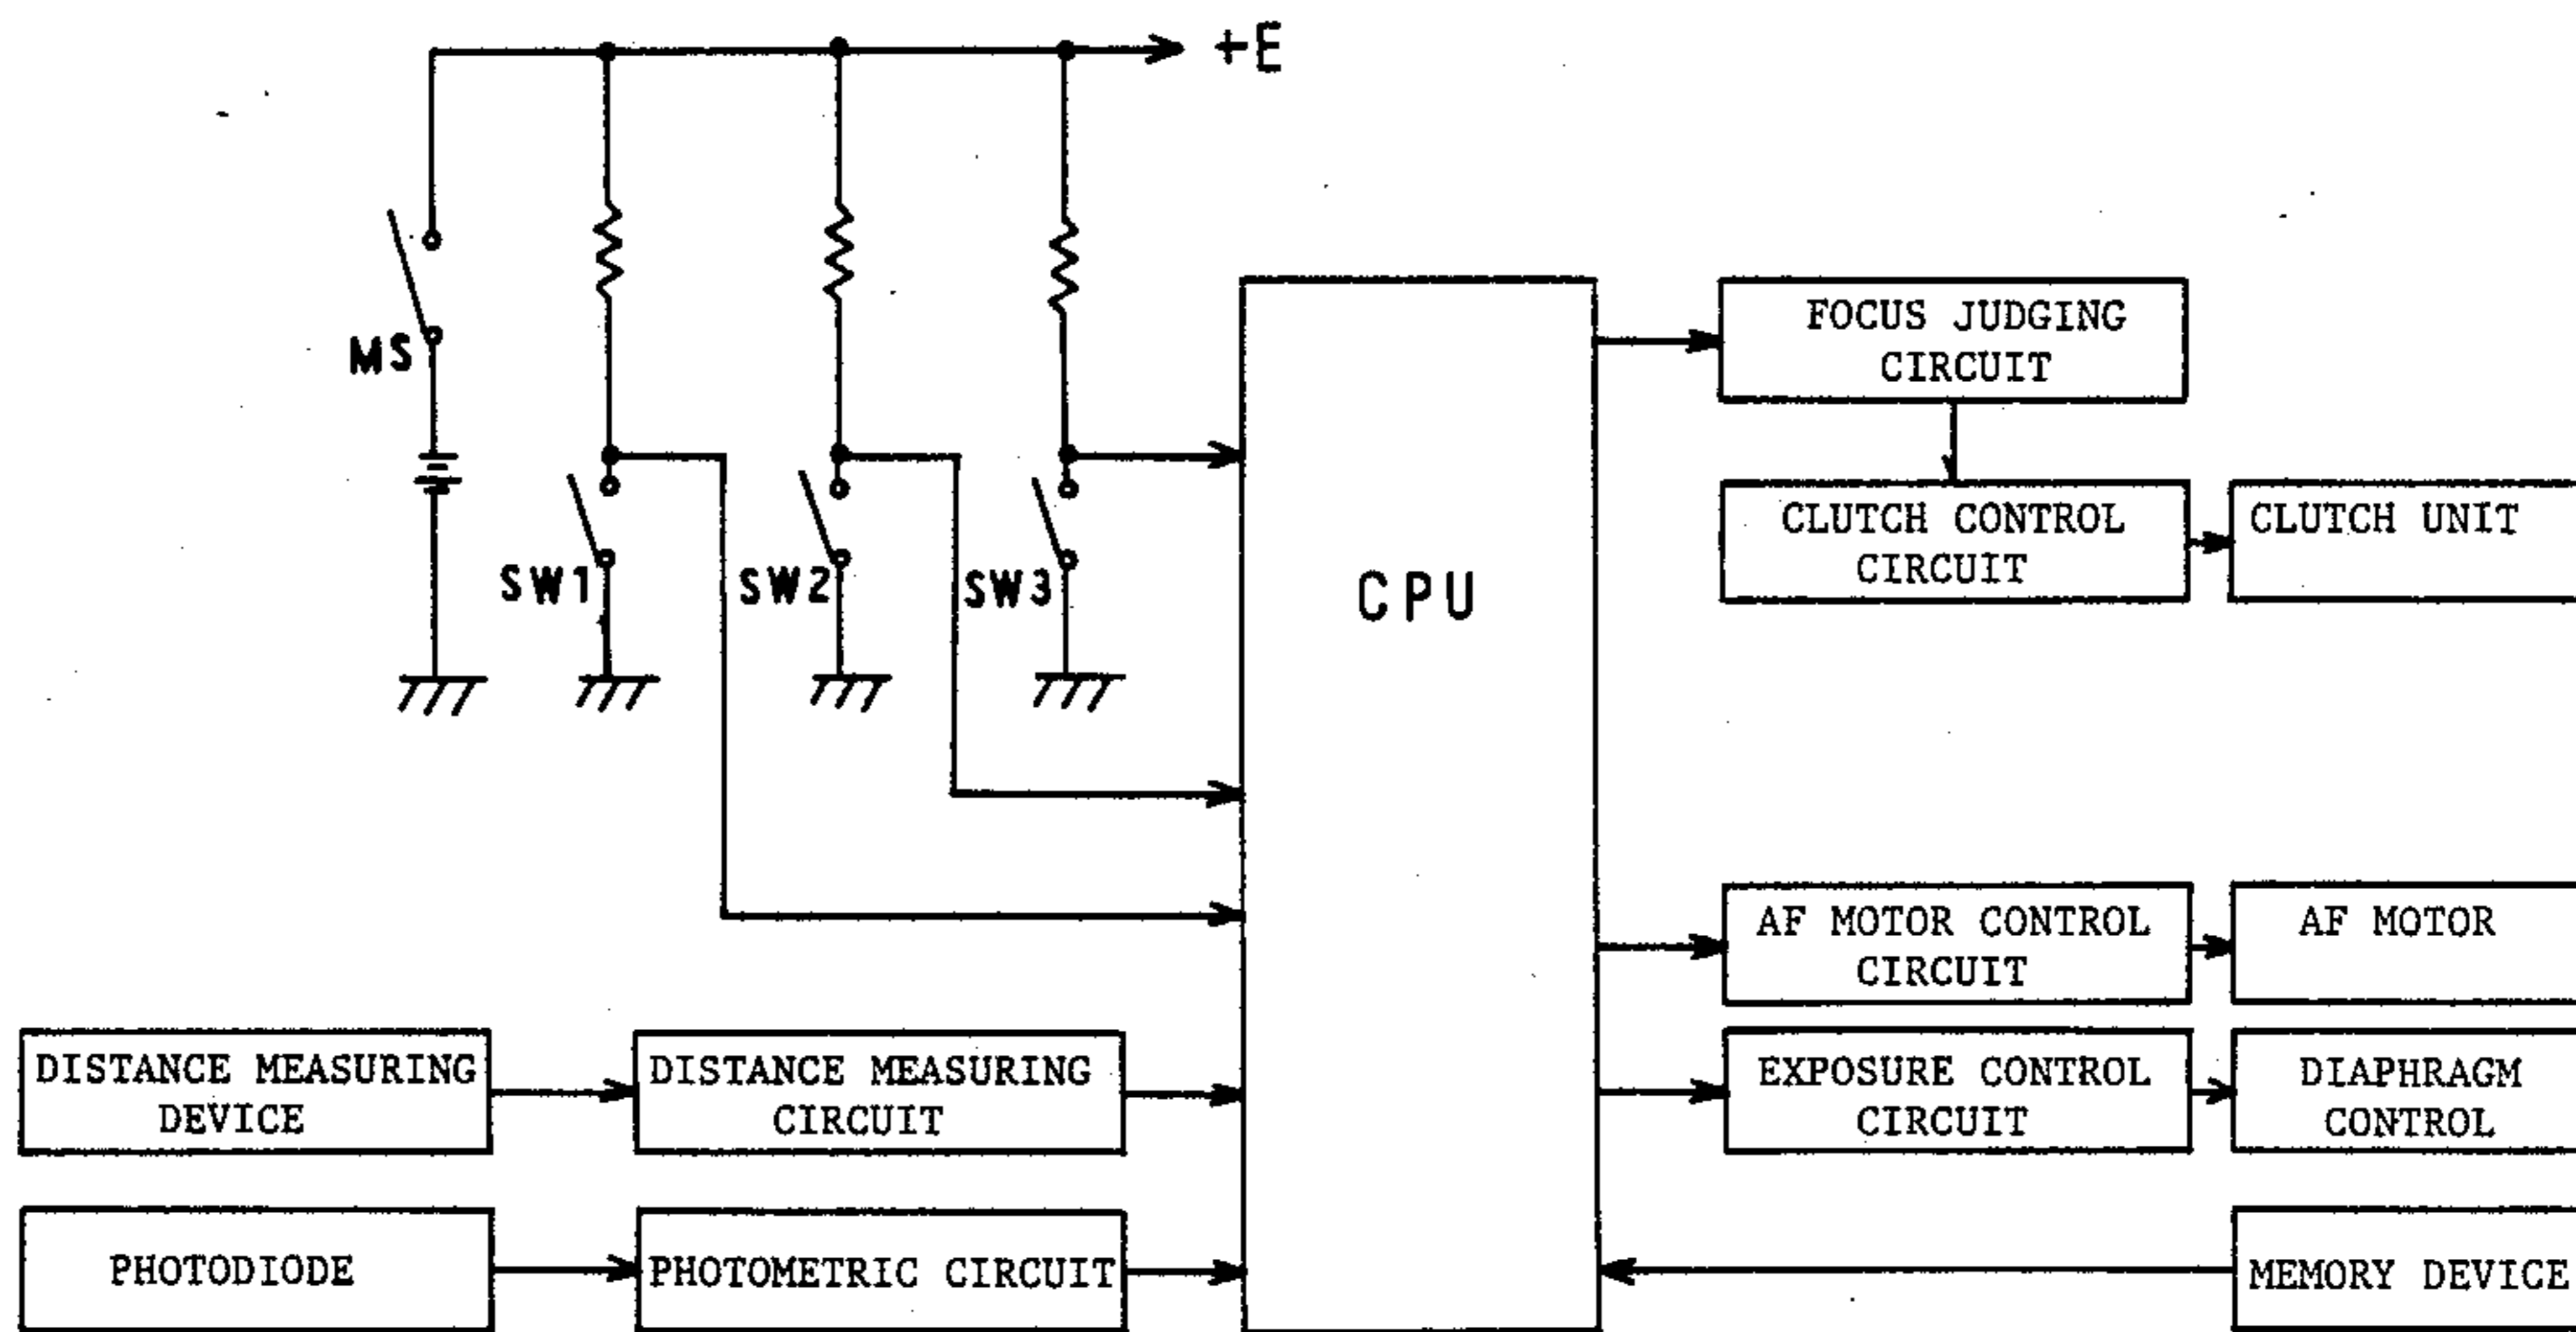 +E
MS
SW1
SW2
SW3
CPU
FOCUS JUDGING
CIRCUIT
CLUTCH CONTROL
CIRCUIT
CLUTCH UNIT
AF MOTOR CONTROL
CIRCUIT
AF MOTOR
DISTANCE MEASURING
DEVICE
DISTANCE MEASURING
CIRCUIT
EXPOSURE CONTROL
CIRCUIT
DIAPHRAGM
CONTROL
PHOTODIODE
PHOTOMETRIC CIRCUIT
MEMORY DEVICE